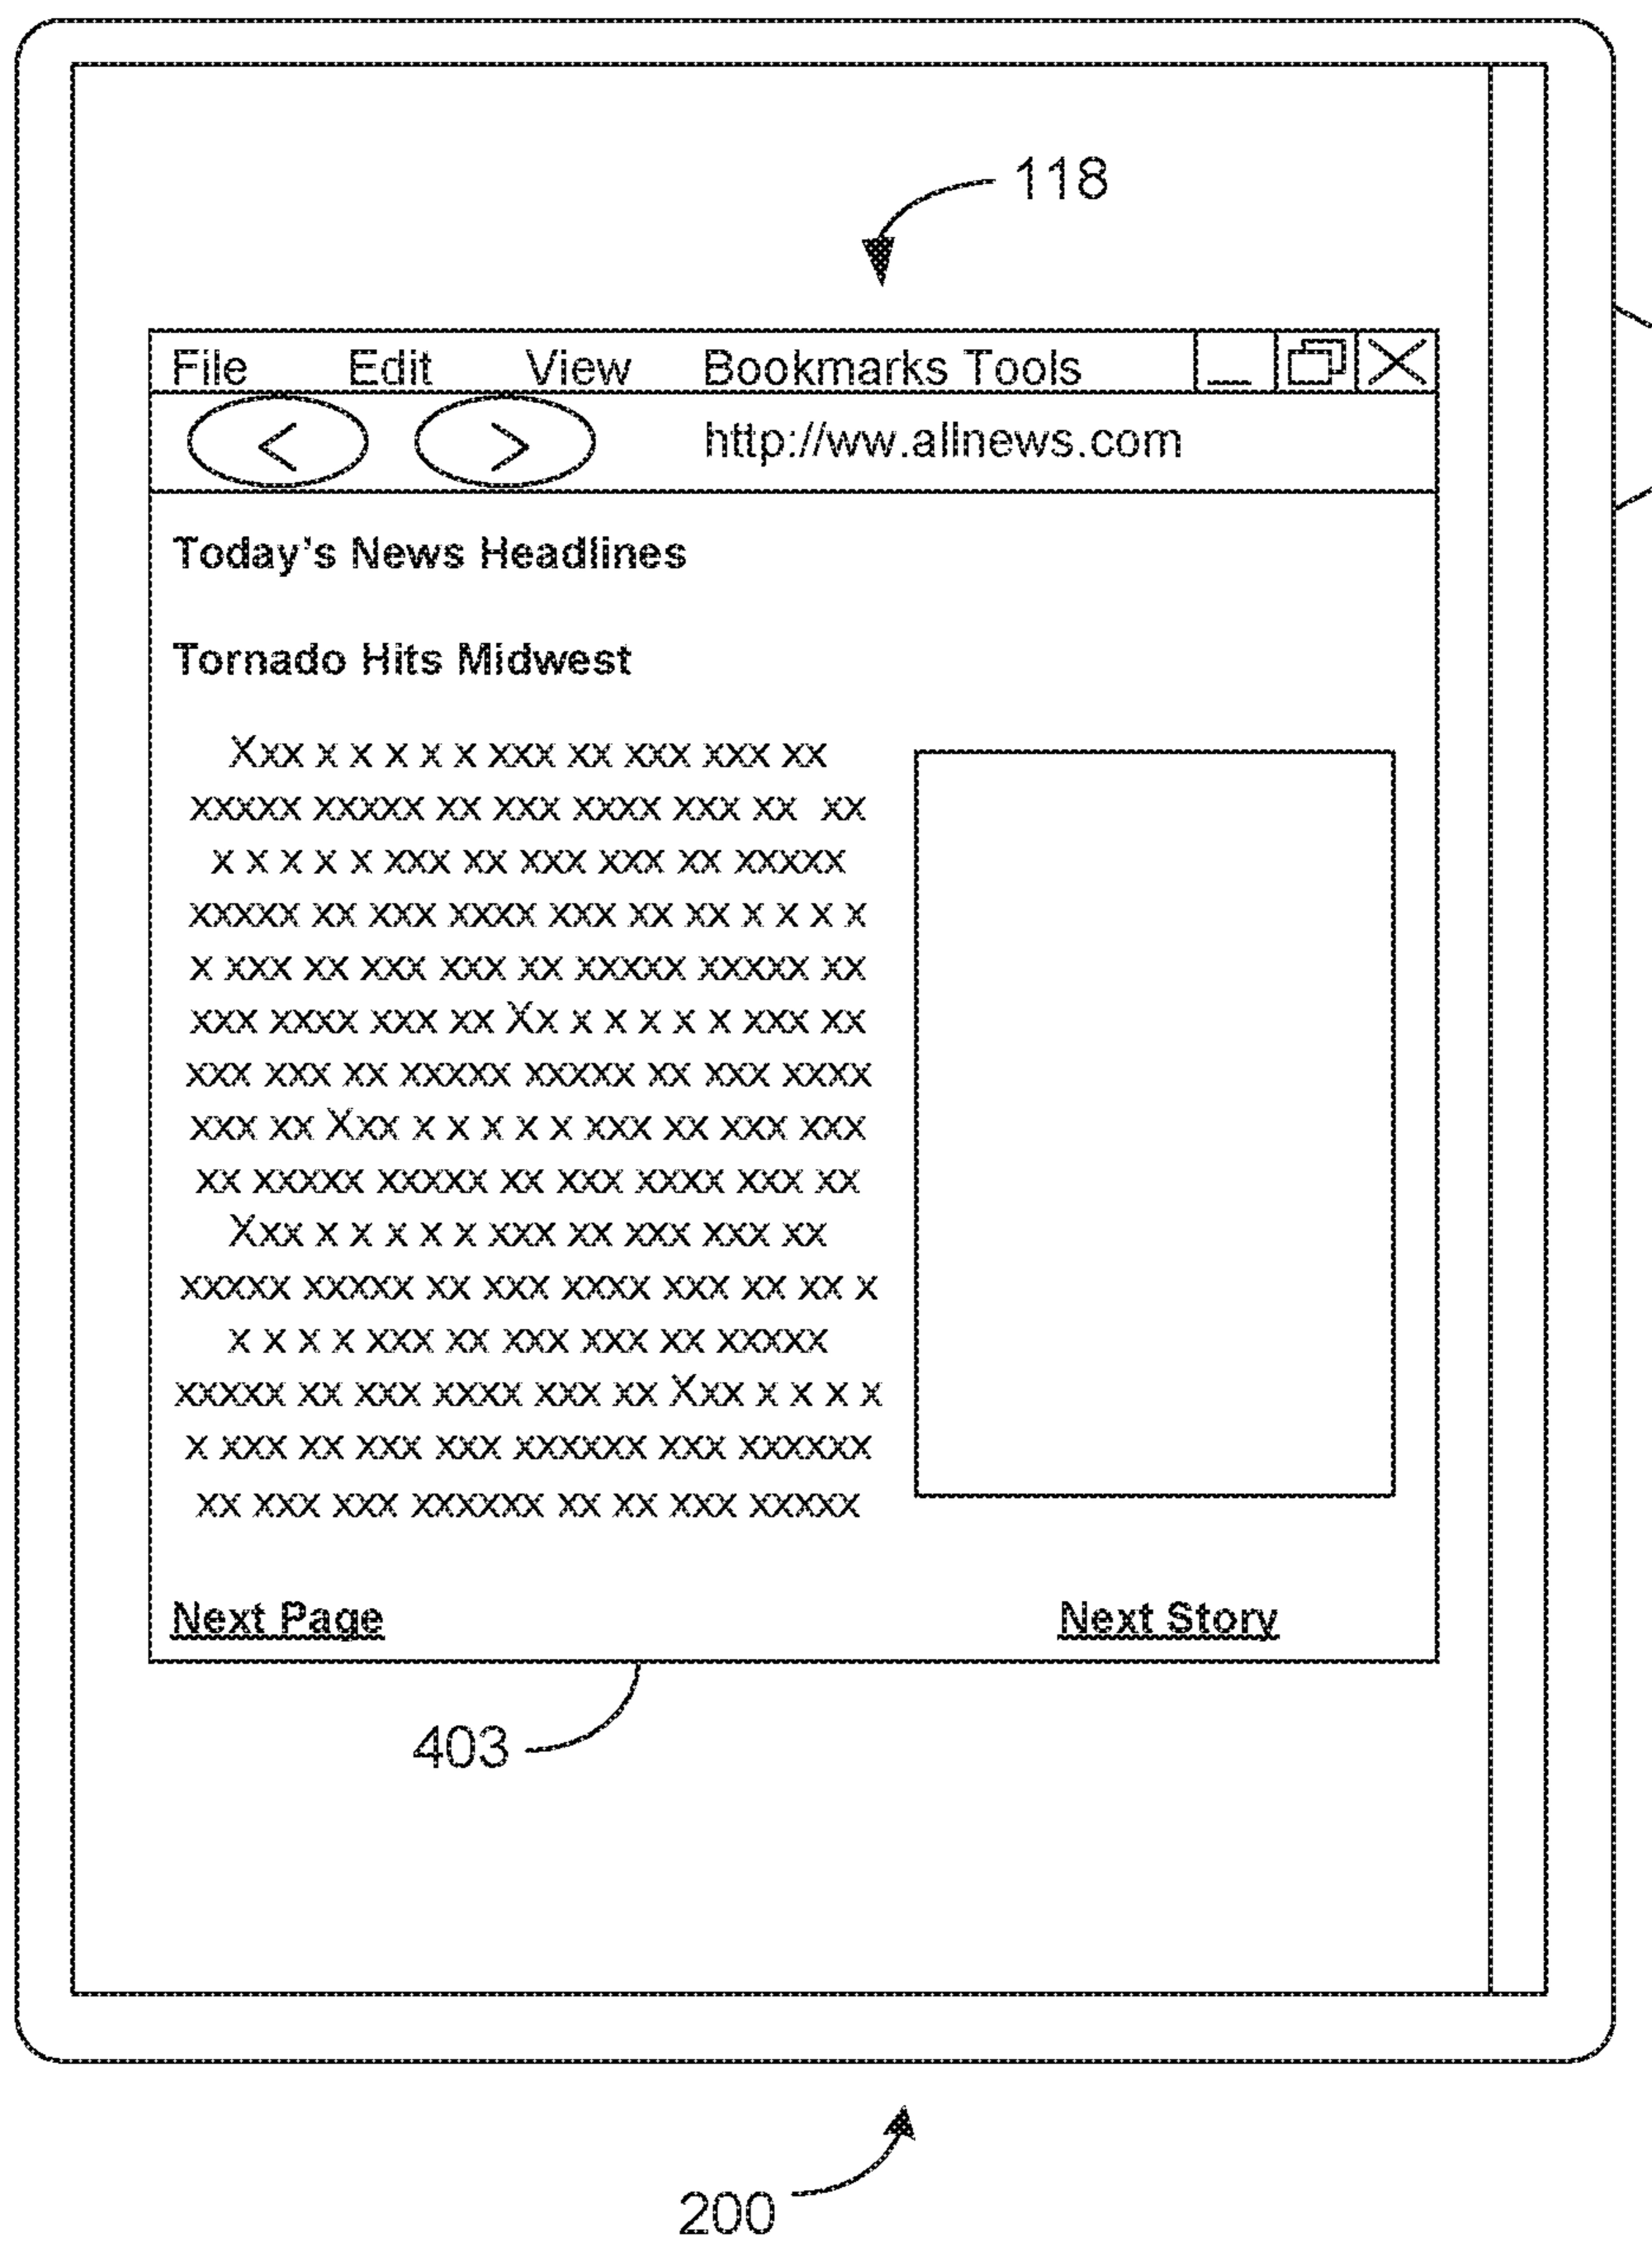 118
File Edit View Bookmarks Tools
< > http://ww.allnews.com
Today's News Headlines
Tornado Hits Midwest
Xxx x x x x x xxx xx xxx xxx xx
xxxxx xxxxx xx xxx xxxx xxx xx xx
x x x x x xxx xx xxx xxx xx xxxxx
xxxxx xx xxx xxxx xxx xx xx x x x x
x xxx xx xxx xxx xx xxxxx xxxxx xx
xxx xxxx xxx xx Xx x x x x x xxx xx
xxx xxx xx xxxxx xxxxx xx xxx xxxx
xxx xx Xxx x x x x x xxx xx xxx xxx
xx xxxxx xxxxx xx xxx xxxx xxx xx
Xxx x x x x x xxx xx xxx xxx xx
xxxxx xxxxx xx xxx xxxx xxx xx xx x
x x x x xxx xx xxx xxx xx xxxxx
xxxxx xx xxx xxxx xxx xx Xxx x x x x
x xxx xx xxx xxx xxxxxx xxx xxxxxx
xx xxx xxx xxxxxx xx xx xxx xxxxx
Next Page Next Story
403
200